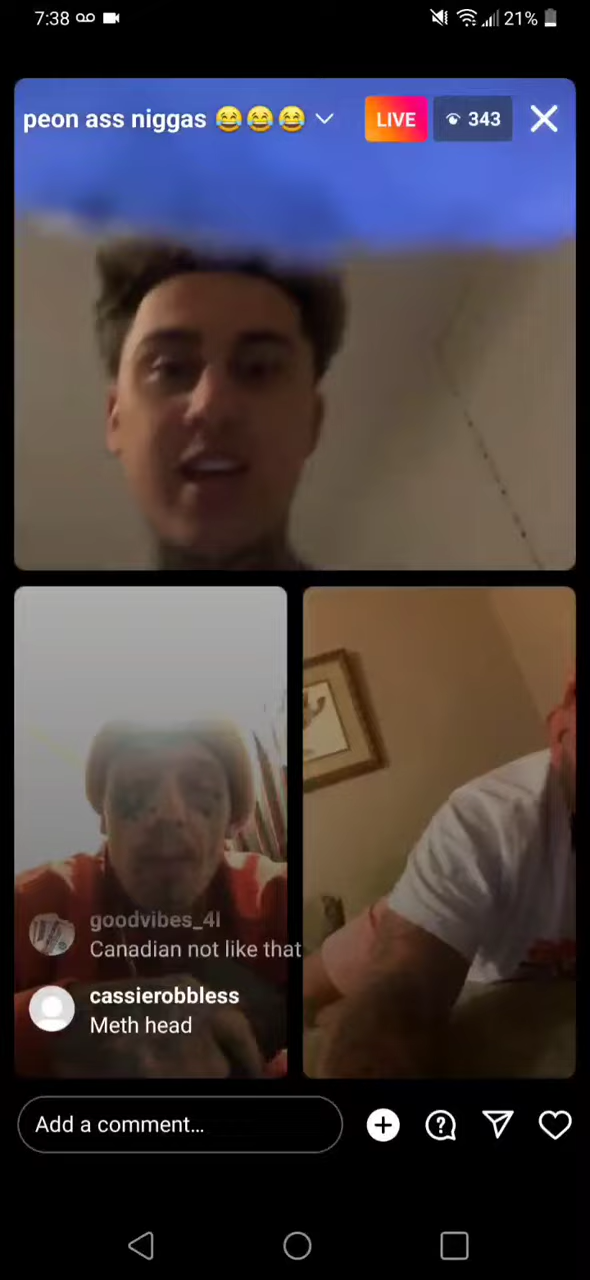 7:38
21%
peon ass niggas 😂😂😂
LIVE
343
goodvibes_4l
Canadian not like that
cassierobbless
Meth head
Add a comment...